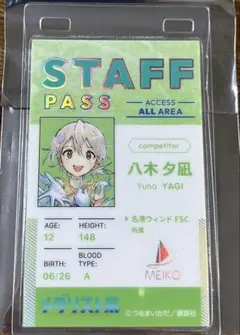 STAFF
PASS
ACCESS
ALL AREA
competitor
八木 夕凪
Yuna YAGI
名港ウィンド FSC
所属
AGE:
12
HEIGHT:
148
BIRTH:
06/26
BLOOD
TYPE:
A
MEIKO
メダリスト展
©つるまいかだ/講談社